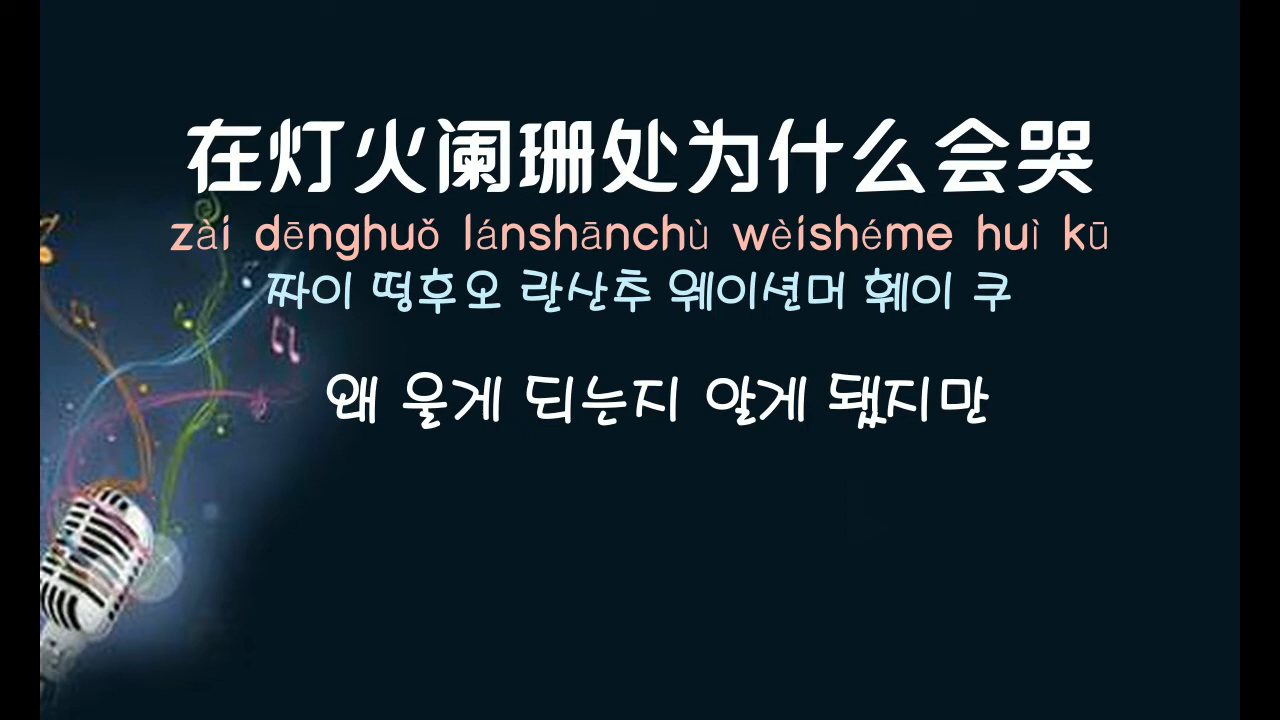 在灯火阑珊处为什么会哭
zài dēnghuǒ lánshānchù wèishéme huì kū
짜이 떵후오 란산추 웨이션머 훼이 쿠
왜 울게 되는지 알게 됐지만